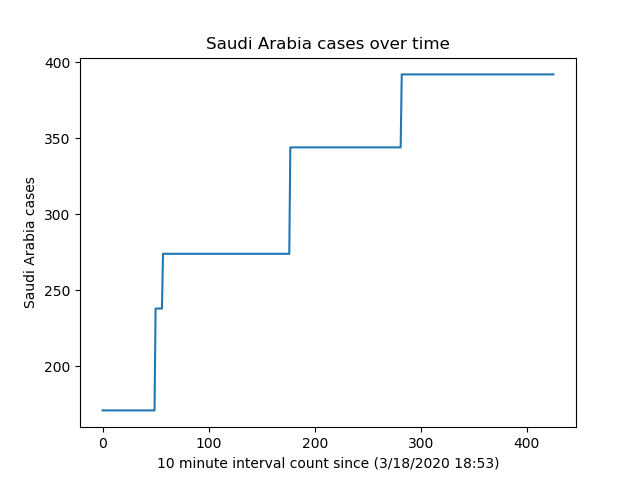 Saudi Arabia cases over time
400
350
300
250
200
Saudi Arabia cases
0 100 200 300 400
10 minute interval count since (3/18/2020 18:53)